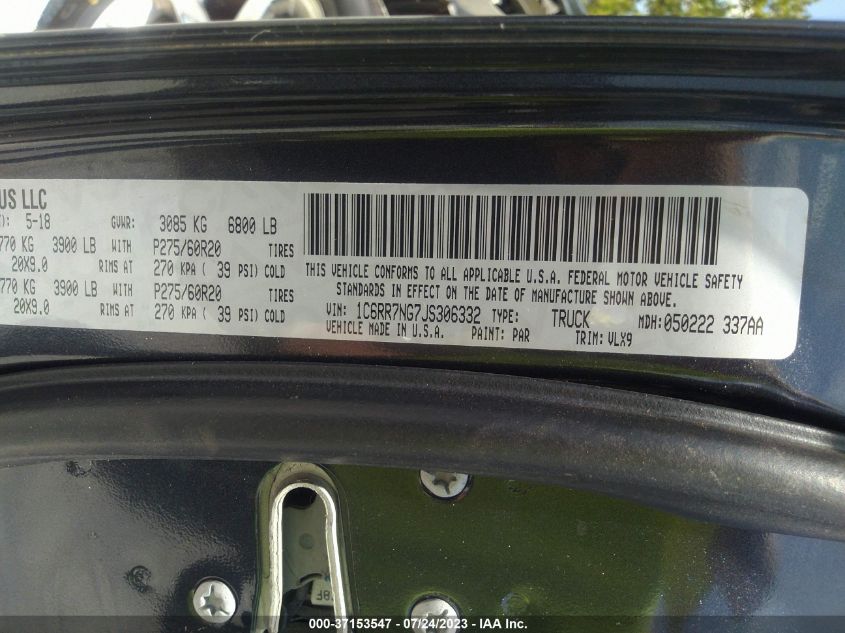 US LLC
5-18 GVWR: 3085 KG 6800 LB
770 KG 3900 LB WITH P275/60R20 TIRES
20X9.0 RIMS AT 270 KPA ( 39 PSI) COLD
770 KG 3900 LB WITH P275/60R20 TIRES
20X9.0 RIMS AT 270 KPA ( 39 PSI) COLD
THIS VEHICLE CONFORMS TO ALL APPLICABLE U.S.A. FEDERAL MOTOR VEHICLE SAFETY
STANDARDS IN EFFECT ON THE DATE OF MANUFACTURE SHOWN ABOVE.
VIN: 1C6RR7NG7JS306332 TYPE: TRUCK MDH:050222 337AA
VEHICLE MADE IN U.S.A. PAINT: PAR TRIM: VLX9
000-37153547 - 07/24/2023 - IAA Inc.